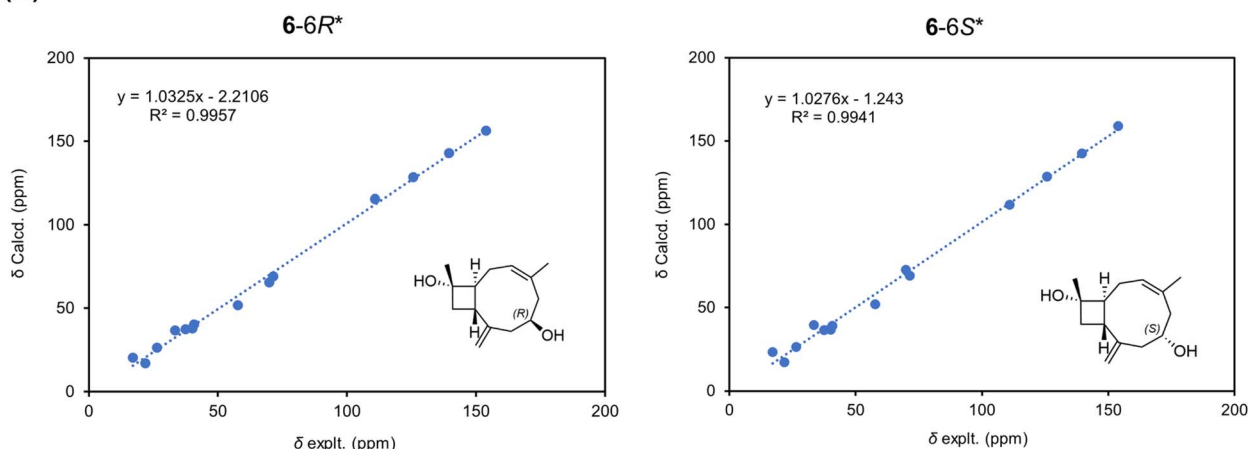 6-6R*
y = 1.0325x - 2.2106
R² = 0.9957
200
150
100
50
0
0
50
100
150
200
δ Calcd. (ppm)
δ explt. (ppm)
HO
H
H
(R)
OH
6-6S*
y = 1.0276x - 1.243
R² = 0.9941
200
150
100
50
0
0
50
100
150
200
δ Calcd. (ppm)
δ explt. (ppm)
HO
H
H
(S)
OH